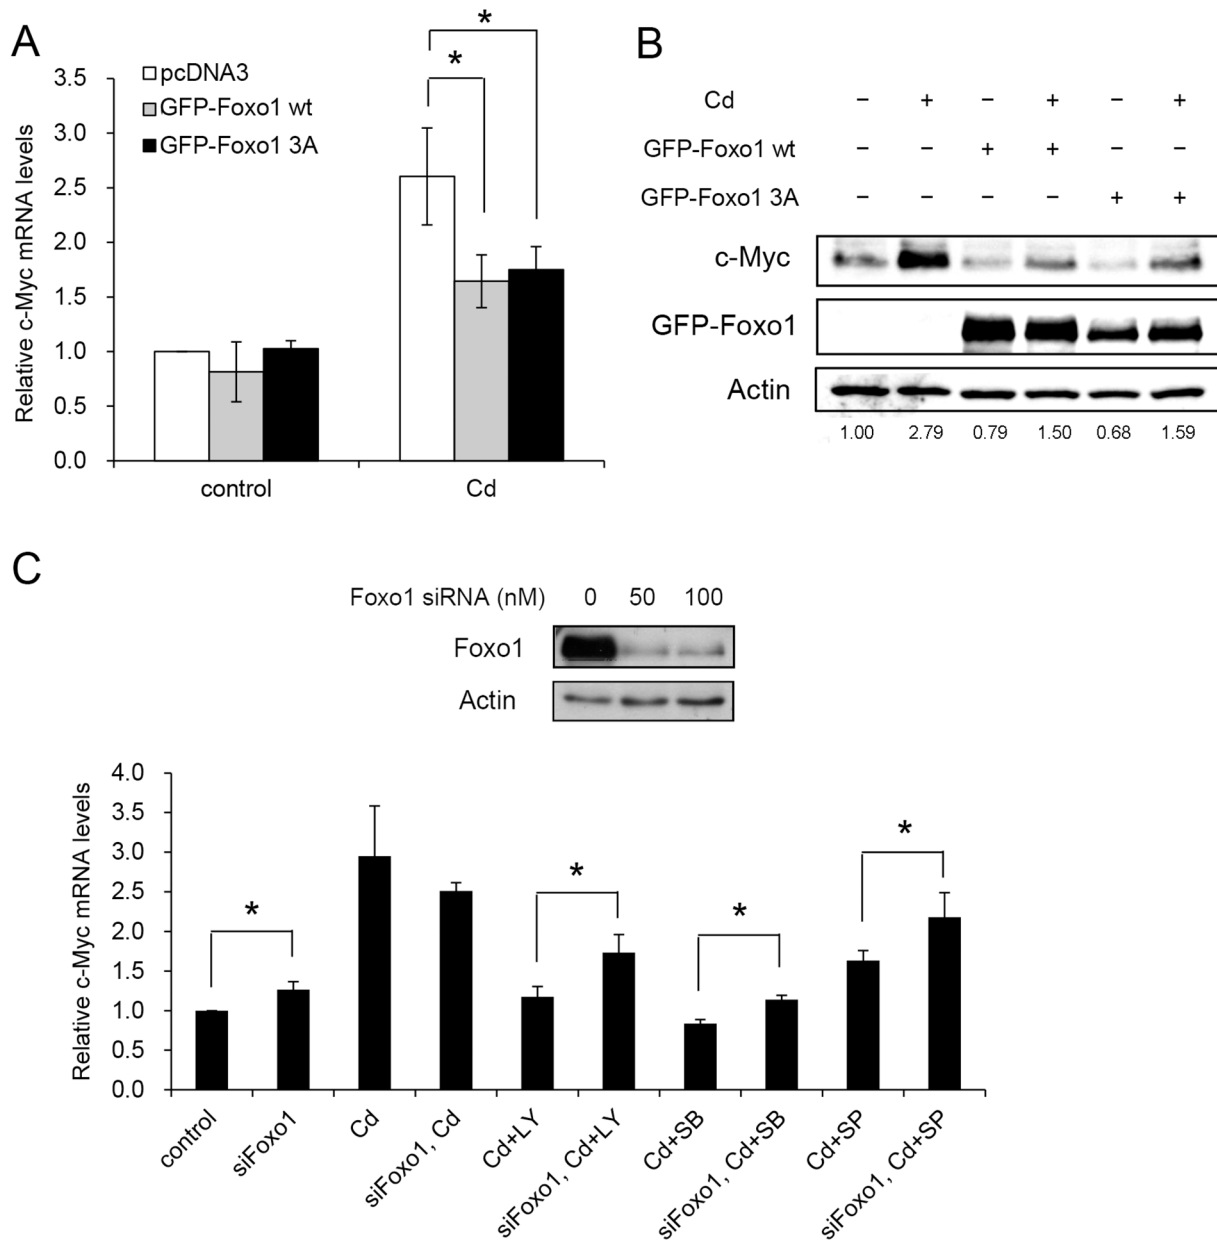 A
*
*
3.5
3.0
2.5
2.0
1.5
1.0
0.5
0.0
Relative c-Myc mRNA levels
pcDNA3
GFP-Foxo1 wt
GFP-Foxo1 3A
control
Cd
B
Cd − + − + − +
GFP-Foxo1 wt − − + + − −
GFP-Foxo1 3A − − − − + +
c-Myc
GFP-Foxo1
Actin
1.00 2.79 0.79 1.50 0.68 1.59
C
Foxo1 siRNA (nM) 0 50 100
Foxo1
Actin
4.0
3.5
3.0
2.5
2.0
1.5
1.0
0.5
0.0
Relative c-Myc mRNA levels
*
*
*
*
control
siFoxo1
Cd
siFoxo1, Cd
Cd+LY
siFoxo1, Cd+LY
Cd+SB
siFoxo1, Cd+SB
Cd+SP
siFoxo1, Cd+SP